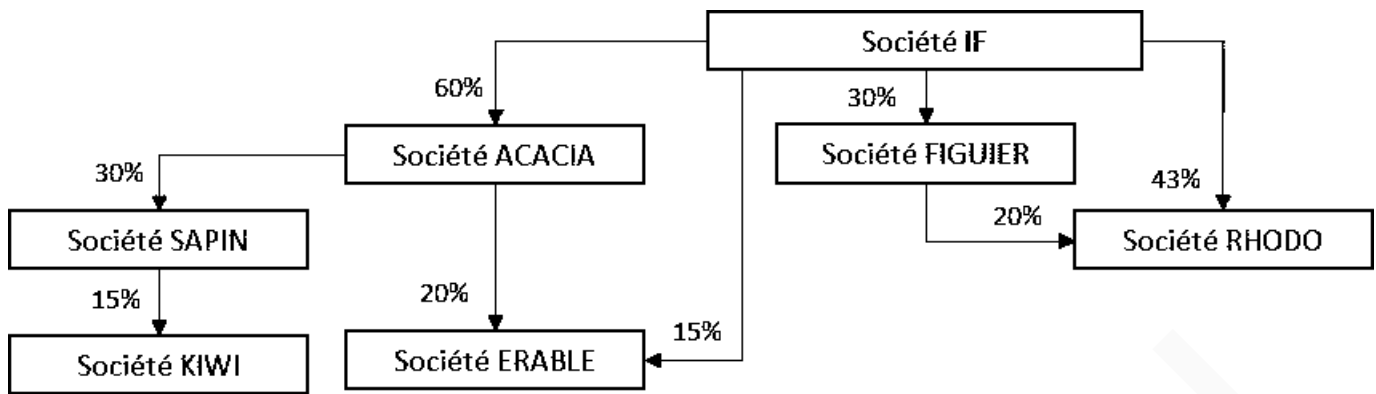 Société IF
60%
30%
Société ACACIA
Société FIGUIER
30%
43%
20%
Société SAPIN
Société RHODO
15%
20%
15%
Société KIWI
Société ERABLE